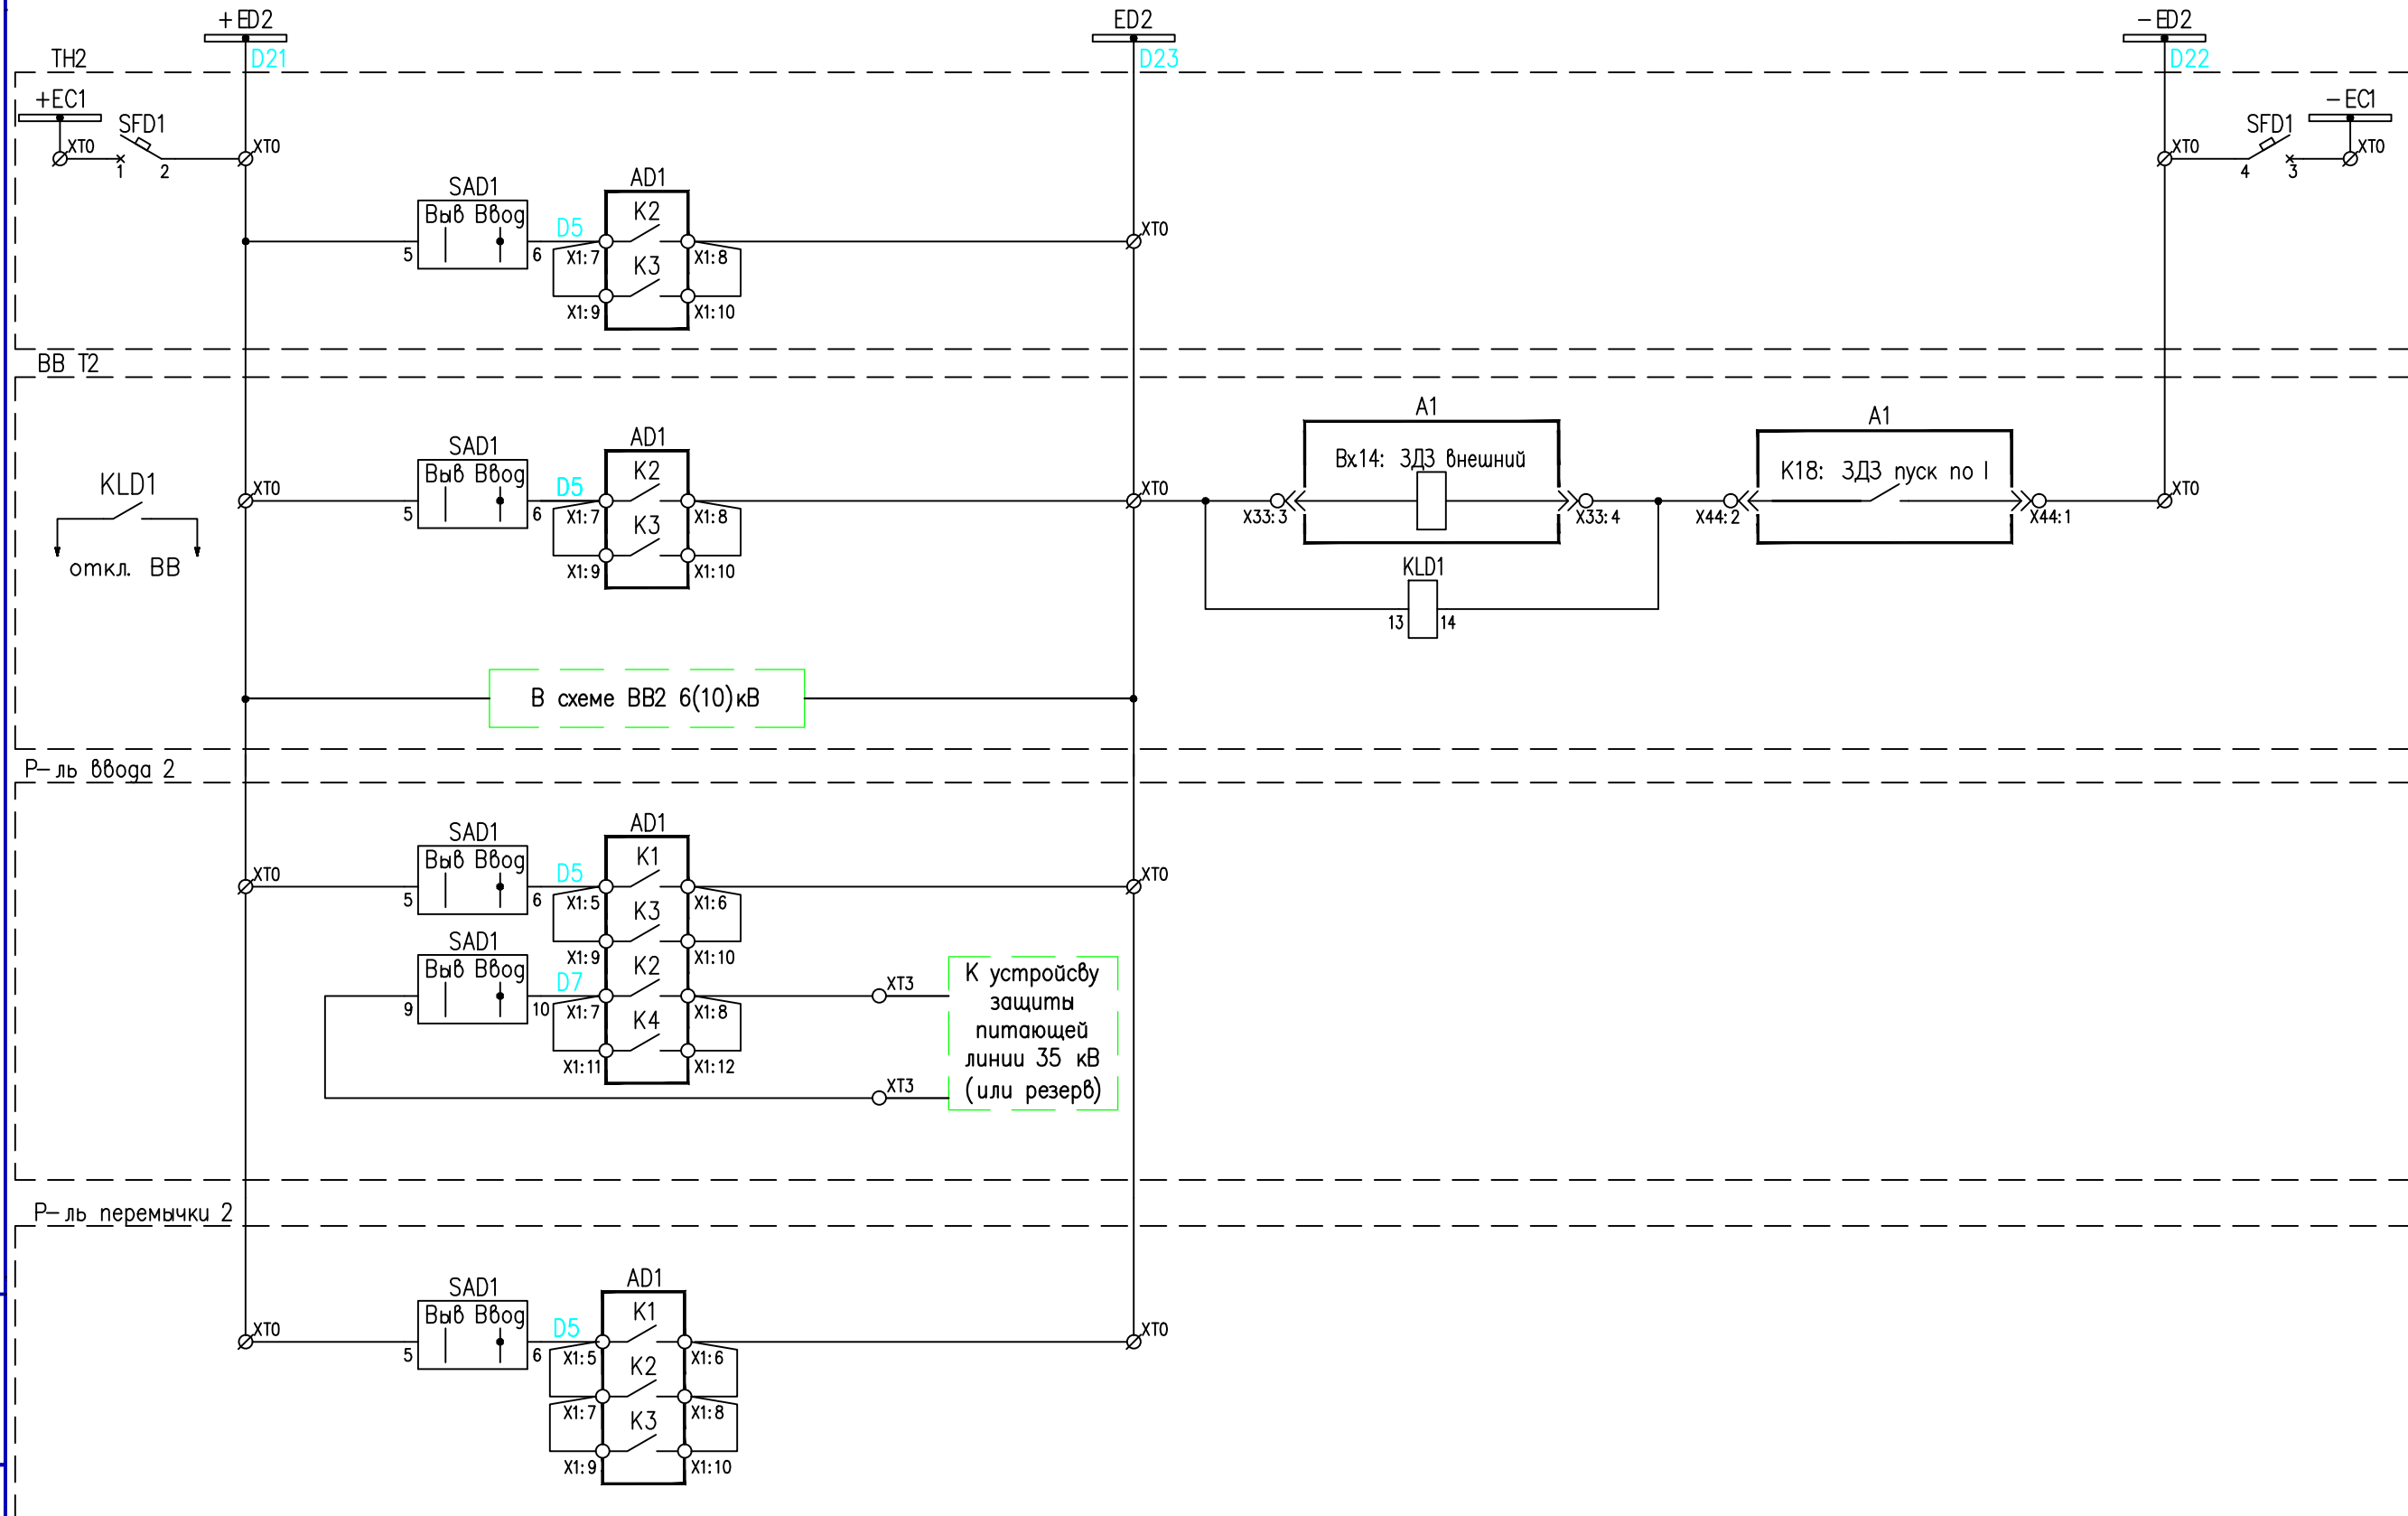 +ED2
ED2
-ED2
D21
D23
D22
ТН2
+EC1
-EC1
SFD1
SFD1
XT0
XT0
XT0
XT0
1
2
4
3
SAD1
AD1
Выв Ввод
D5
K2
XT0
5
6
X1:7
X1:8
K3
X1:9
X1:10
ВВ Т2
A1
A1
SAD1
AD1
KLD1
Выв Ввод
D5
K2
Вх.14: ЗДЗ внешний
К18: ЗДЗ пуск по I
XT0
XT0
XT0
5
6
X1:7
X1:8
X33:3
X33:4
X44:2
X44:1
K3
откл. ВВ
X1:9
X1:10
KLD1
13
14
В схеме ВВ2 6(10)кВ
Р-ль ввода 2
SAD1
AD1
Выв Ввод
D5
K1
XT0
XT0
5
6
X1:5
X1:6
K3
SAD1
X1:9
X1:10
Выв Ввод
D7
K2
XT3
9
10
X1:7
X1:8
K4
X1:11
X1:12
XT3
К устройсву
защиты
питающей
линии 35 кВ
(или резерв)
Р-ль перемычки 2
SAD1
AD1
Выв Ввод
D5
K1
XT0
XT0
5
6
X1:5
X1:6
K2
X1:7
X1:8
K3
X1:9
X1:10